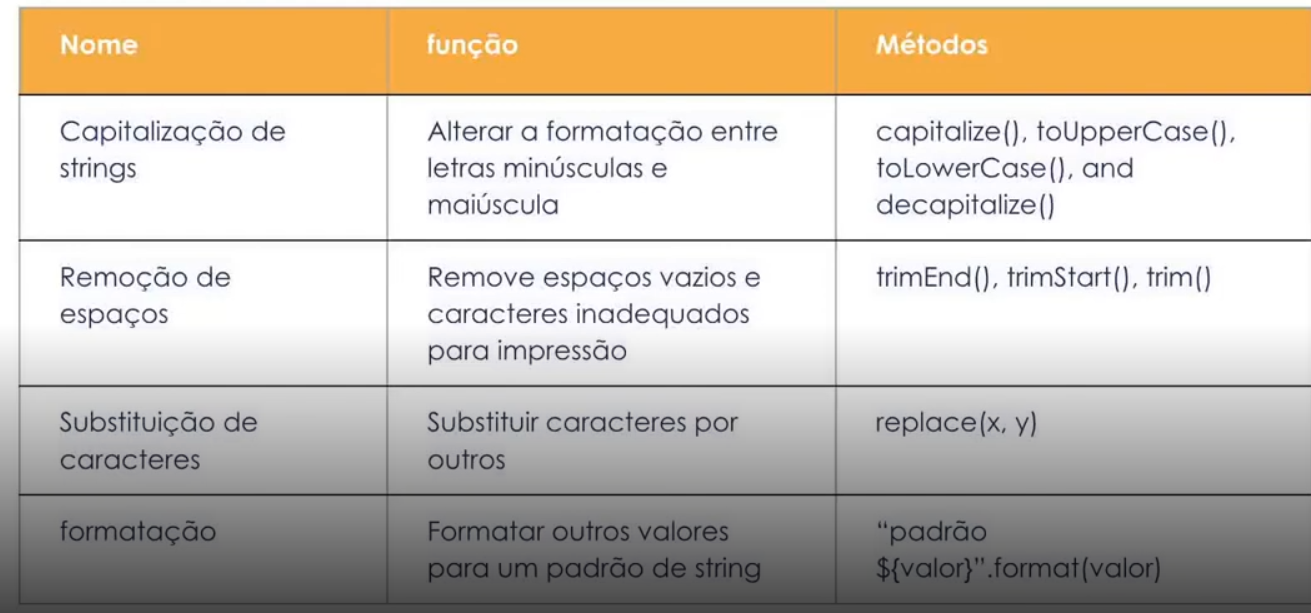 Nome
função
Métodos
Capitalização de
strings
Alterar a formatação entre
letras minúsculas e
maiúscula
capitalize(), toUpperCase(),
toLowerCase(), and
decapitalize()
Remoção de
espaços
Remove espaços vazios e
caracteres inadequados
para impressão
trimEnd(), trimStart(), trim()
Substituição de
caracteres
Substituir caracteres por
outros
replace(x, y)
formatação
Formatar outros valores
para um padrão de string
“padrão
${valor}”.format(valor)